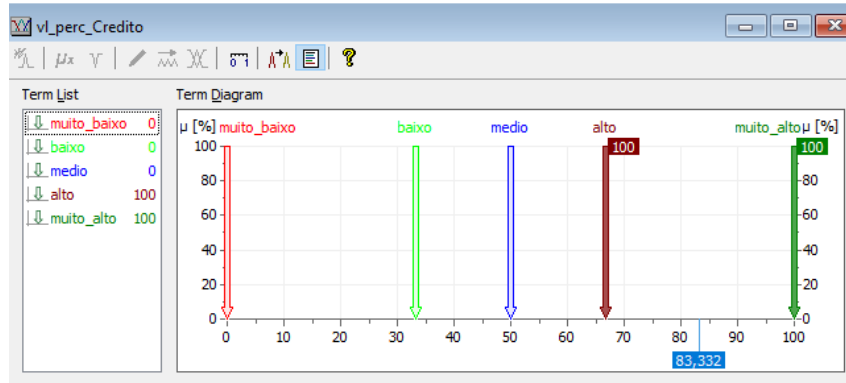 vl_perc_Credito
Term List
Term Diagram
muito_baixo 0
baixo 0
medio 0
alto 100
muito_alto 100
µ [%] muito_baixo baixo medio alto muito_alto µ [%]
100 100 100
80 80
60 60
40 40
20 20
0 0
0 10 20 30 40 50 60 70 80 90 100
83,332